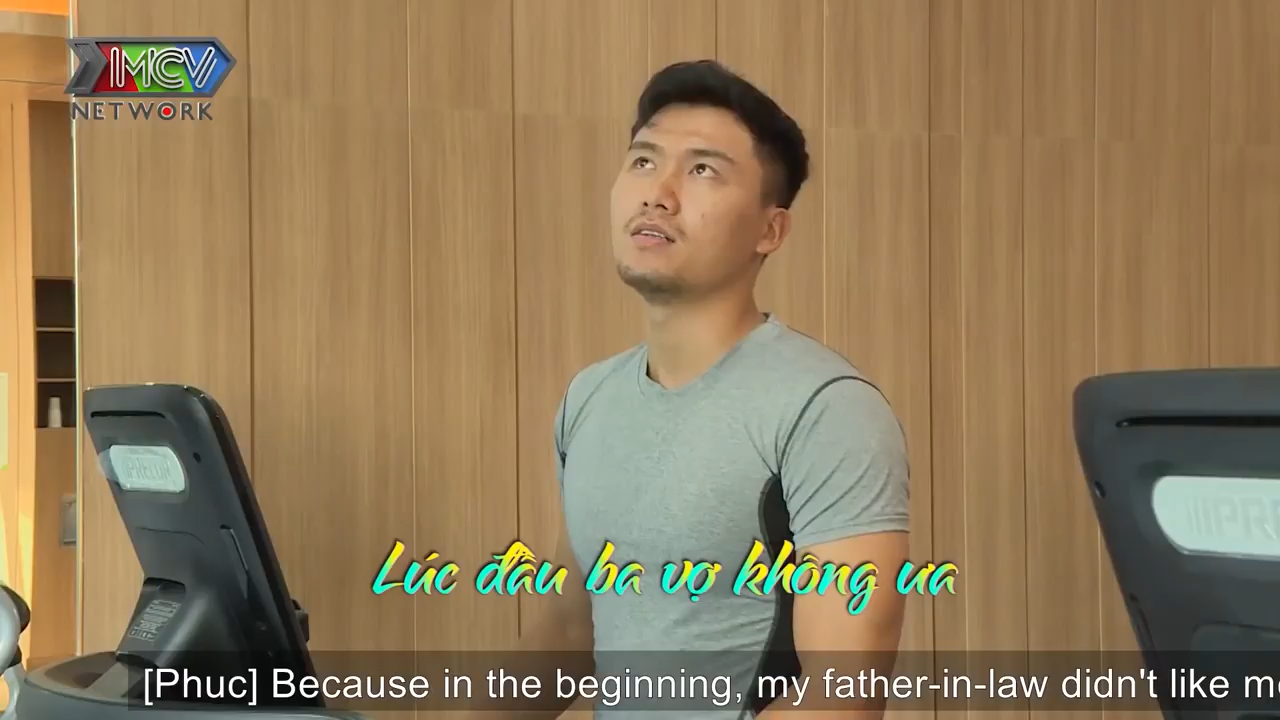 MCV
NETWORK
PRECOR
Lúc đầu ba vợ không ưa
[Phuc] Because in the beginning, my father-in-law didn't like